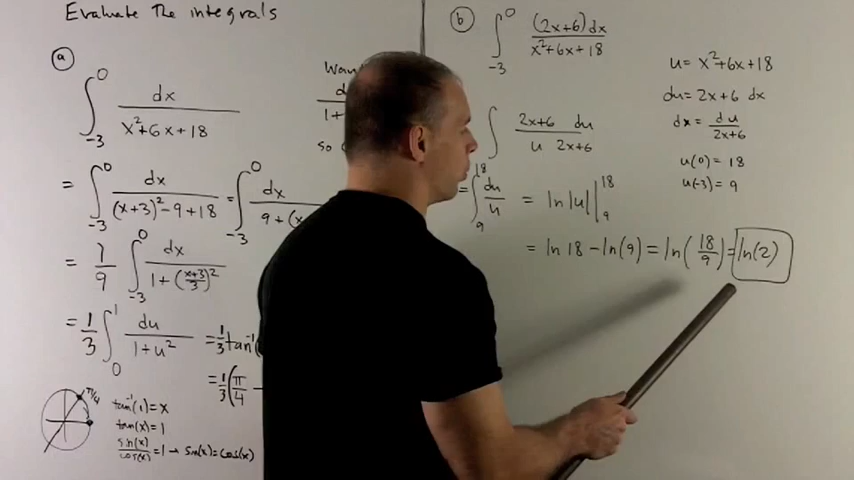 Evaluate the integrals
(a)
∫_{-3}^{0} dx / (x²+6x+18)
= ∫_{-3}^{0} dx / ((x+3)²-9+18) = ∫_{-3}^{0} dx / (9+(x
= 1/9 ∫_{-3}^{0} dx / (1+((x+3)/3)²)
= 1/3 ∫_{0}^{1} du / (1+u²) = 1/3 tan⁻¹(
= 1/3 (π/4 -
π/4
tan⁻¹(1)=x
tan(x)=1
sin(x)/cos(x) = 1 → sin(x)=cos(x)
so
(b)
∫_{-3}^{0} (2x+6)dx / (x²+6x+18)
∫ (2x+6)/u du/(2x+6)
= ∫_{9}^{18} du/u = ln|u| |_{9}^{18}
= ln 18 - ln(9) = ln(18/9) = ln(2)
u = x²+6x+18
du = 2x+6 dx
dx = du/(2x+6)
u(0) = 18
u(-3) = 9